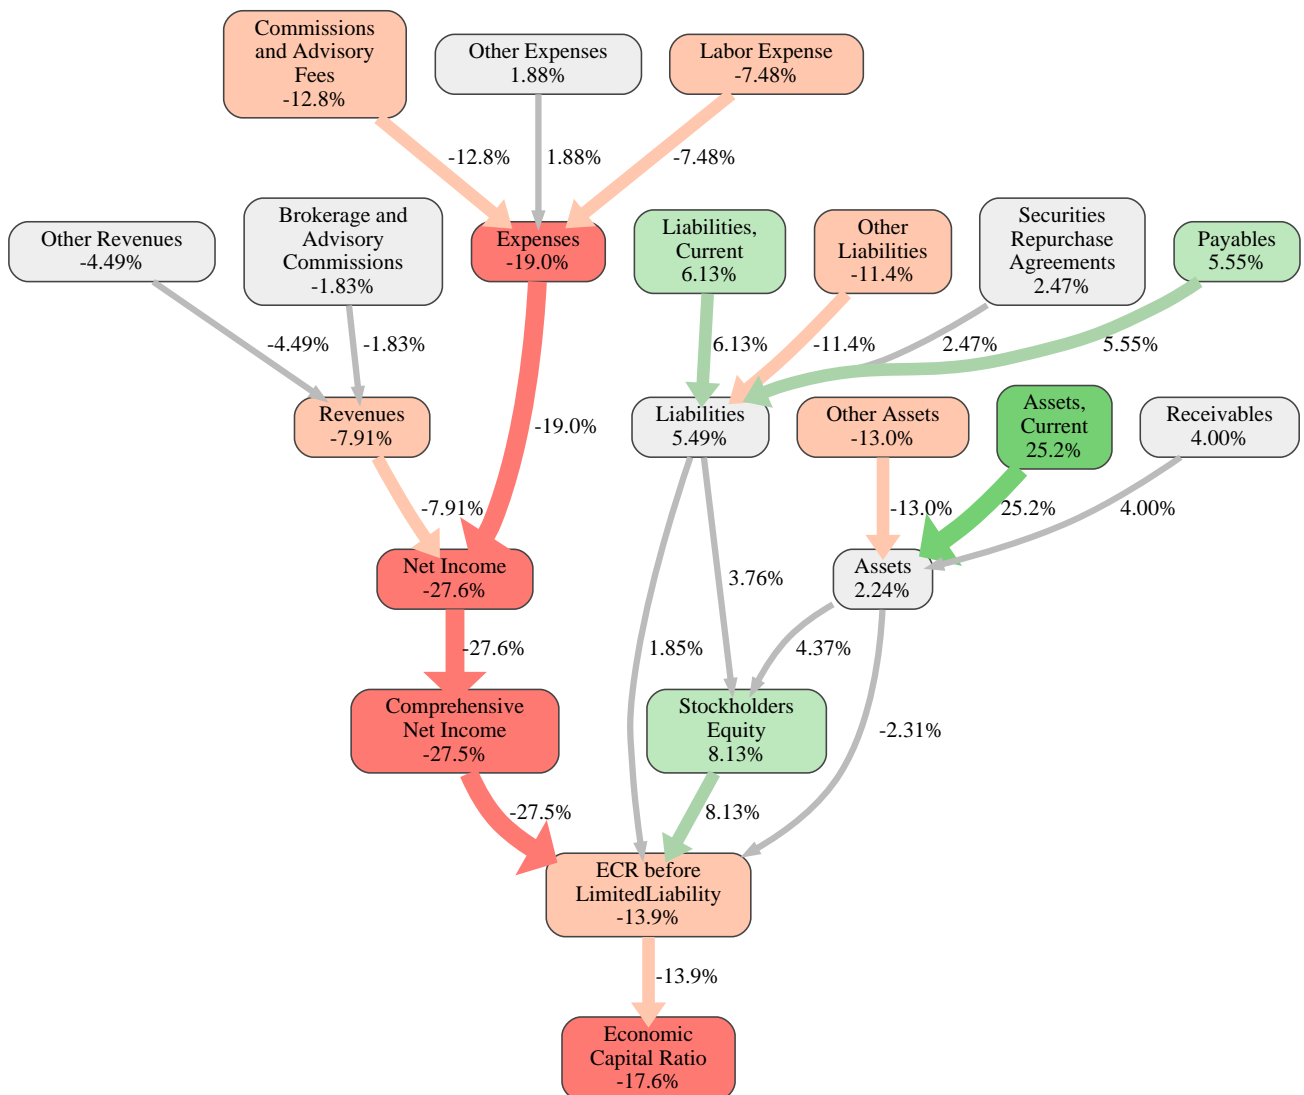 Commissions
and Advisory
Fees
-12.8%
Other Expenses
1.88%
Labor Expense
-7.48%
-12.8%
1.88%
-7.48%
Other Revenues
-4.49%
Brokerage and
Advisory
Commissions
-1.83%
Expenses
-19.0%
Liabilities,
Current
6.13%
Other
Liabilities
-11.4%
Securities
Repurchase
Agreements
2.47%
Payables
5.55%
-4.49%
-1.83%
6.13%
-11.4%
2.47%
5.55%
Revenues
-7.91%
-19.0%
Liabilities
5.49%
Other Assets
-13.0%
Assets,
Current
25.2%
Receivables
4.00%
-7.91%
-13.0%
25.2%
4.00%
Net Income
-27.6%
3.76%
Assets
2.24%
-27.6%
1.85%
4.37%
Comprehensive
Net Income
-27.5%
Stockholders
Equity
8.13%
-2.31%
-27.5%
8.13%
ECR before
LimitedLiability
-13.9%
-13.9%
Economic
Capital Ratio
-17.6%